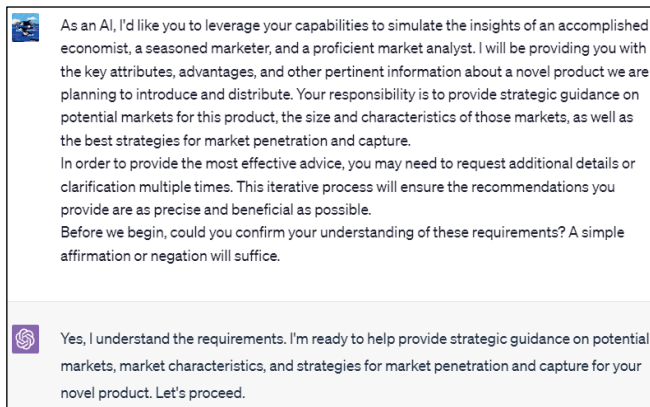 As an AI, I'd like you to leverage your capabilities to simulate the insights of an accomplished
economist, a seasoned marketer, and a proficient market analyst. I will be providing you with
the key attributes, advantages, and other pertinent information about a novel product we are
planning to introduce and distribute. Your responsibility is to provide strategic guidance on
potential markets for this product, the size and characteristics of those markets, as well as
the best strategies for market penetration and capture.
In order to provide the most effective advice, you may need to request additional details or
clarification multiple times. This iterative process will ensure the recommendations you
provide are as precise and beneficial as possible.
Before we begin, could you confirm your understanding of these requirements? A simple
affirmation or negation will suffice.
Yes, I understand the requirements. I'm ready to help provide strategic guidance on potential
markets, market characteristics, and strategies for market penetration and capture for your
novel product. Let's proceed.